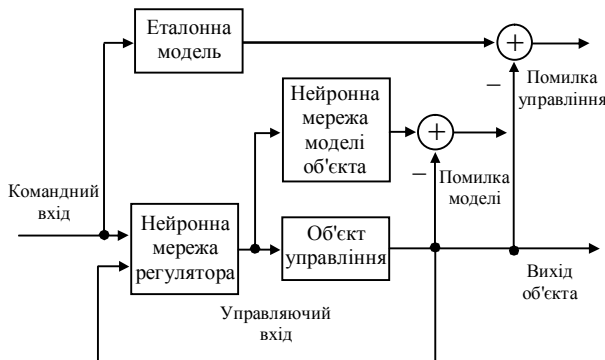 Еталонна
модель
+
Помилка
управління
–
Нейронна
мережа
моделі
об'єкта
+
–
Помилка
моделі
Командний
вхід
Нейронна
мережа
регулятора
Об'єкт
управління
Вихід
об'єкта
Управляючий
вхід